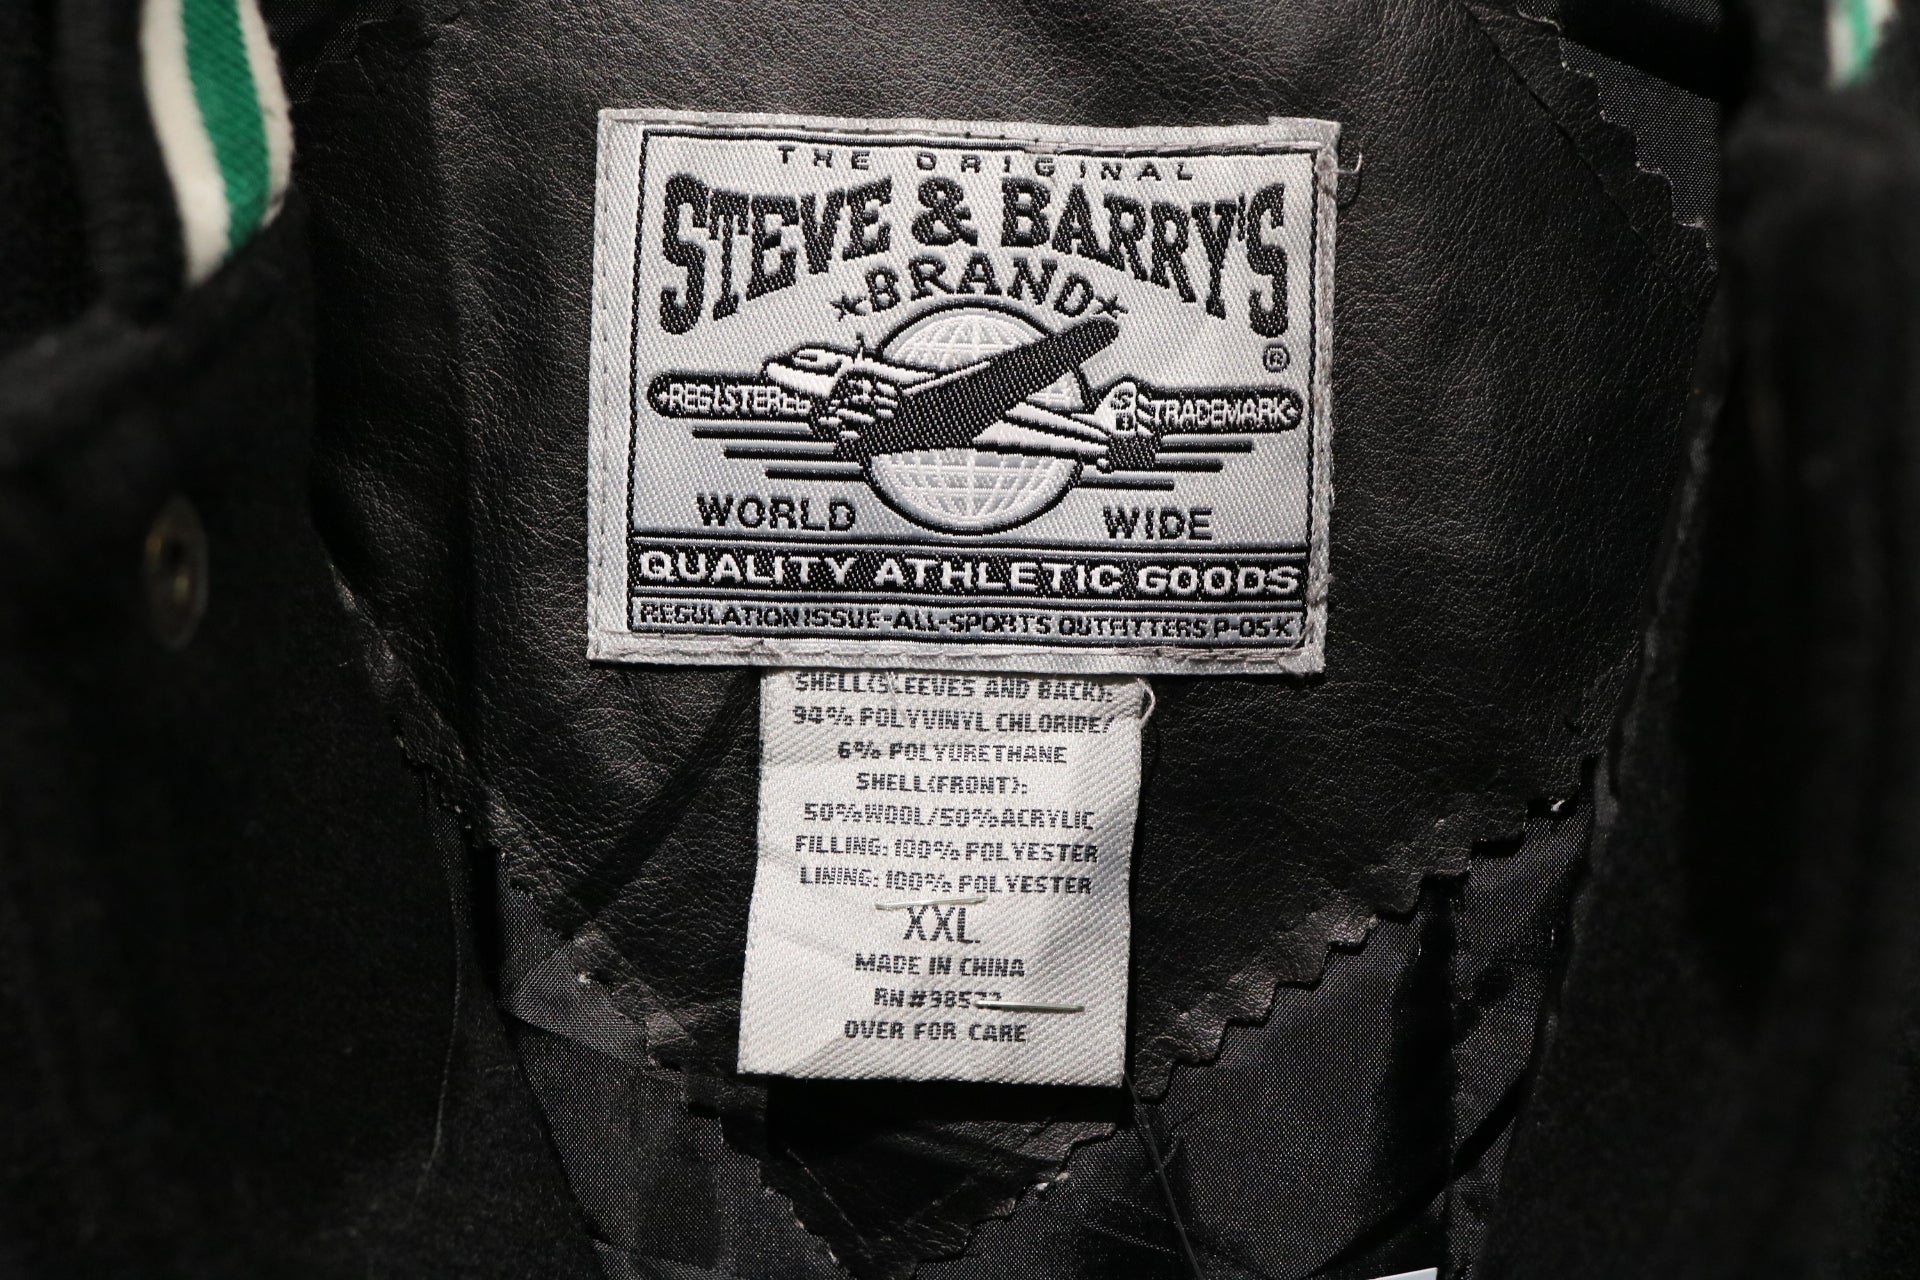 THE ORIGINAL
STEVE & BARRY'S
BRAND
®
REGISTERED TRADEMARK
S
B
WORLD WIDE
QUALITY ATHLETIC GOODS
REGULATION ISSUE-ALL-SPORTS OUTFITTERS P-05-K
SHELL(SLEEVES AND BACK):
94% POLYVINYL CHLORIDE/
6% POLYURETHANE
SHELL(FRONT):
50%WOOL/50%ACRYLIC
FILLING:100% POLYESTER
LINING:100% POLYESTER
XXL
MADE IN CHINA
RN
OVER FOR CARE